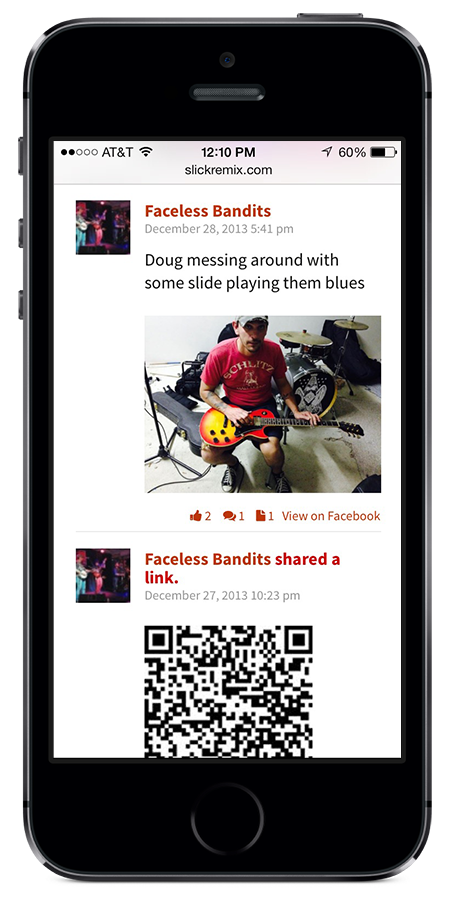 AT&T 12:10 PM 60%
slickremix.com
Faceless Bandits
December 28, 2013 5:41 pm
Doug messing around with
some slide playing them blues
SCHLITZ
2 1 1 View on Facebook
Faceless Bandits shared a
link.
December 27, 2013 10:23 pm